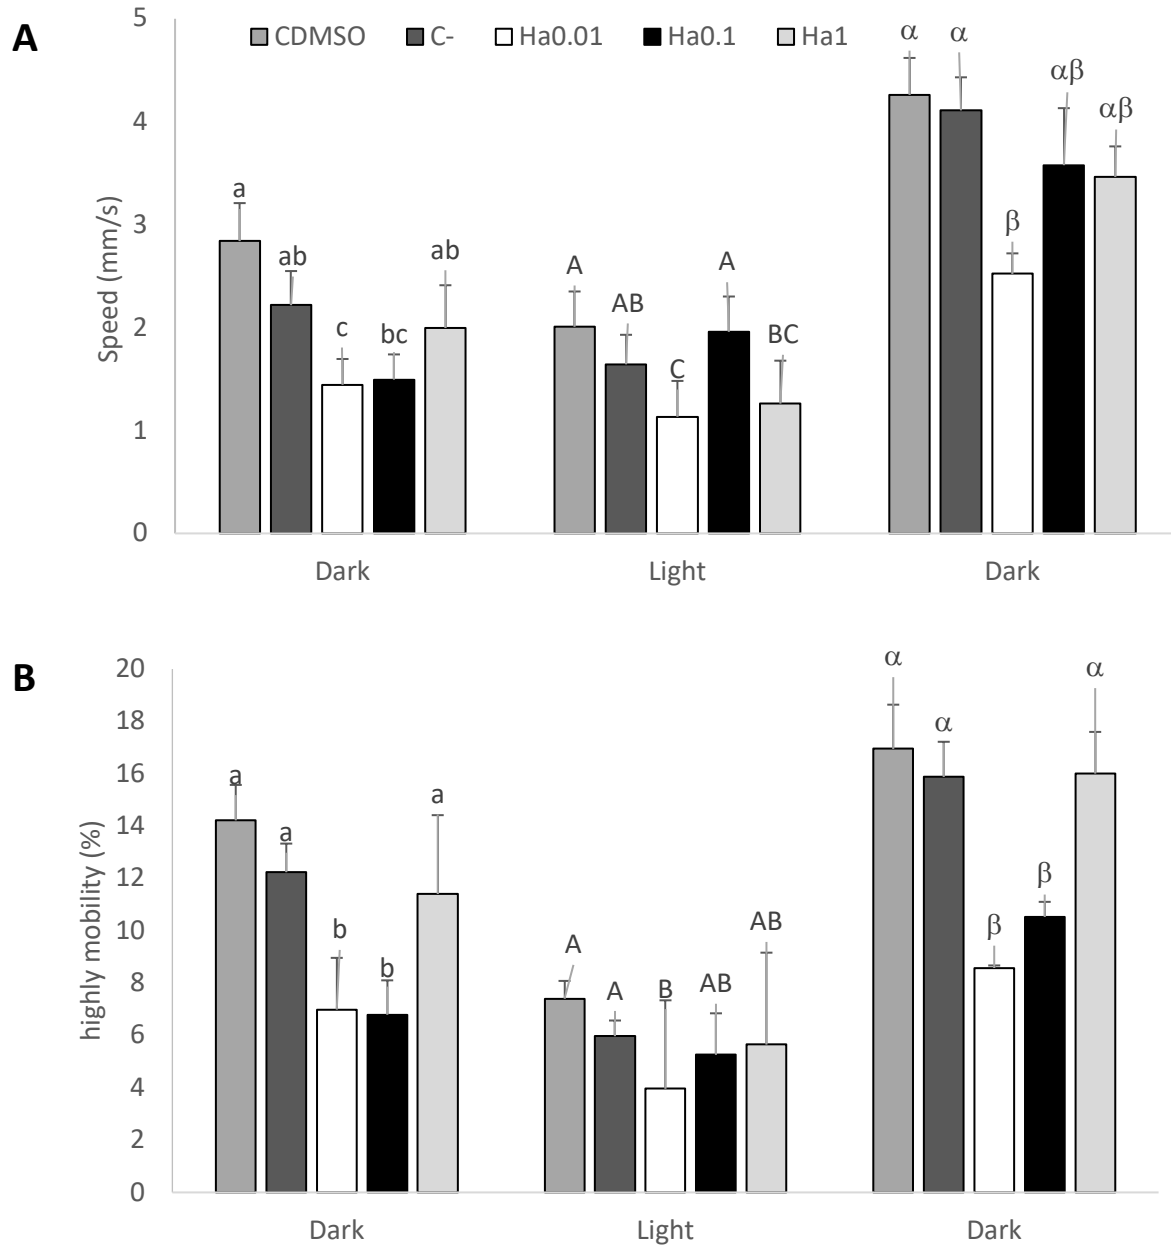 A
CDMSO C- Ha0.01 Ha0.1 Ha1
Speed (mm/s)
5
4
3
2
1
0
a ab c bc ab
A AB C A BC
α α β αβ αβ
Dark Light Dark
B
highly mobility (%)
20
18
16
14
12
10
8
6
4
2
0
a a b b a
A A B AB AB
α α β β α
Dark Light Dark